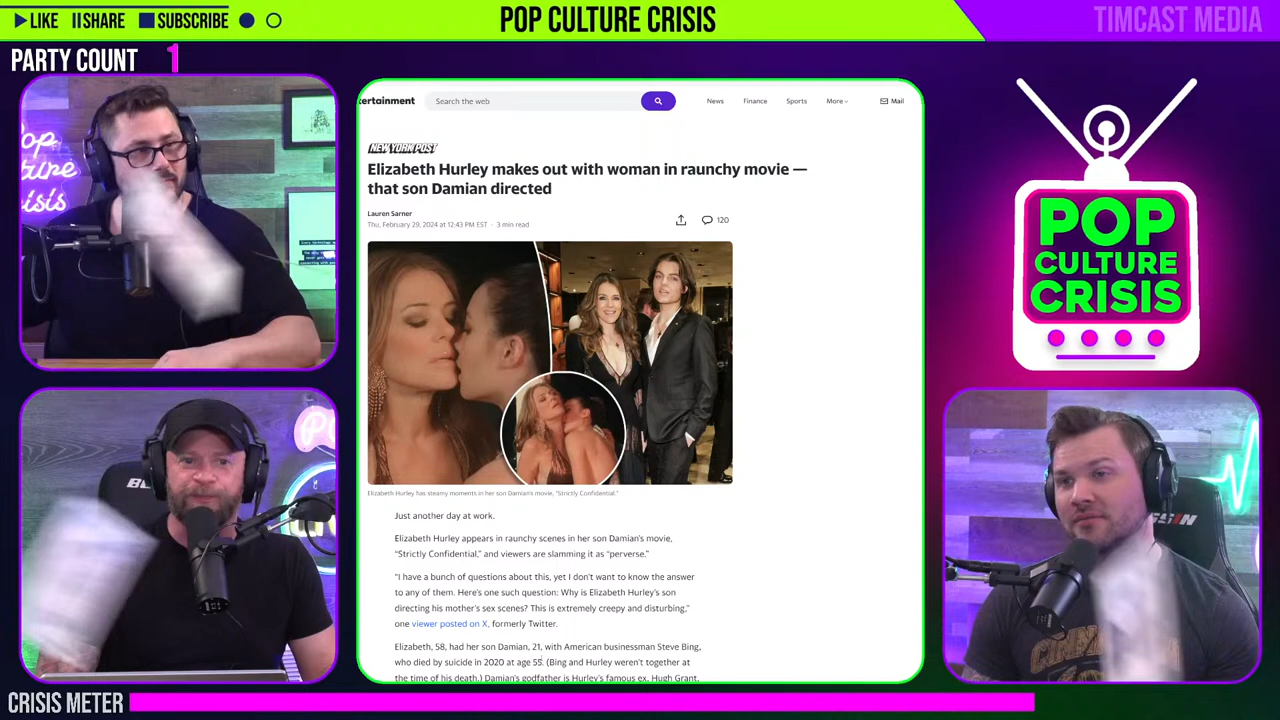 LIKE SHARE SUBSCRIBE
POP CULTURE CRISIS
TIMCAST MEDIA
PARTY COUNT 1
ertainment
Search the web
News Finance Sports More Mail
NEW YORK POST
Elizabeth Hurley makes out with woman in raunchy movie —
that son Damian directed
Lauren Sarner
Thu, February 29, 2024 at 12:43 PM EST · 3 min read
120
Elizabeth Hurley has steamy moments in her son Damian's movie, "Strictly Confidential."
Just another day at work.
Elizabeth Hurley appears in raunchy scenes in her son Damian's movie,
"Strictly Confidential," and viewers are slamming it as "perverse."
"I have a bunch of questions about this, yet I don't want to know the answer
to any of them. Here's one such question: Why is Elizabeth Hurley's son
directing his mother's sex scenes? This is extremely creepy and disturbing,"
one viewer posted on X, formerly Twitter.
Elizabeth, 58, had her son Damian, 21, with American businessman Steve Bing,
who died by suicide in 2020 at age 55. (Bing and Hurley weren't together at
the time of his death.) Damian's godfather is Hurley's famous ex, Hugh Grant.
POP
CULTURE
CRISIS
CRISIS METER